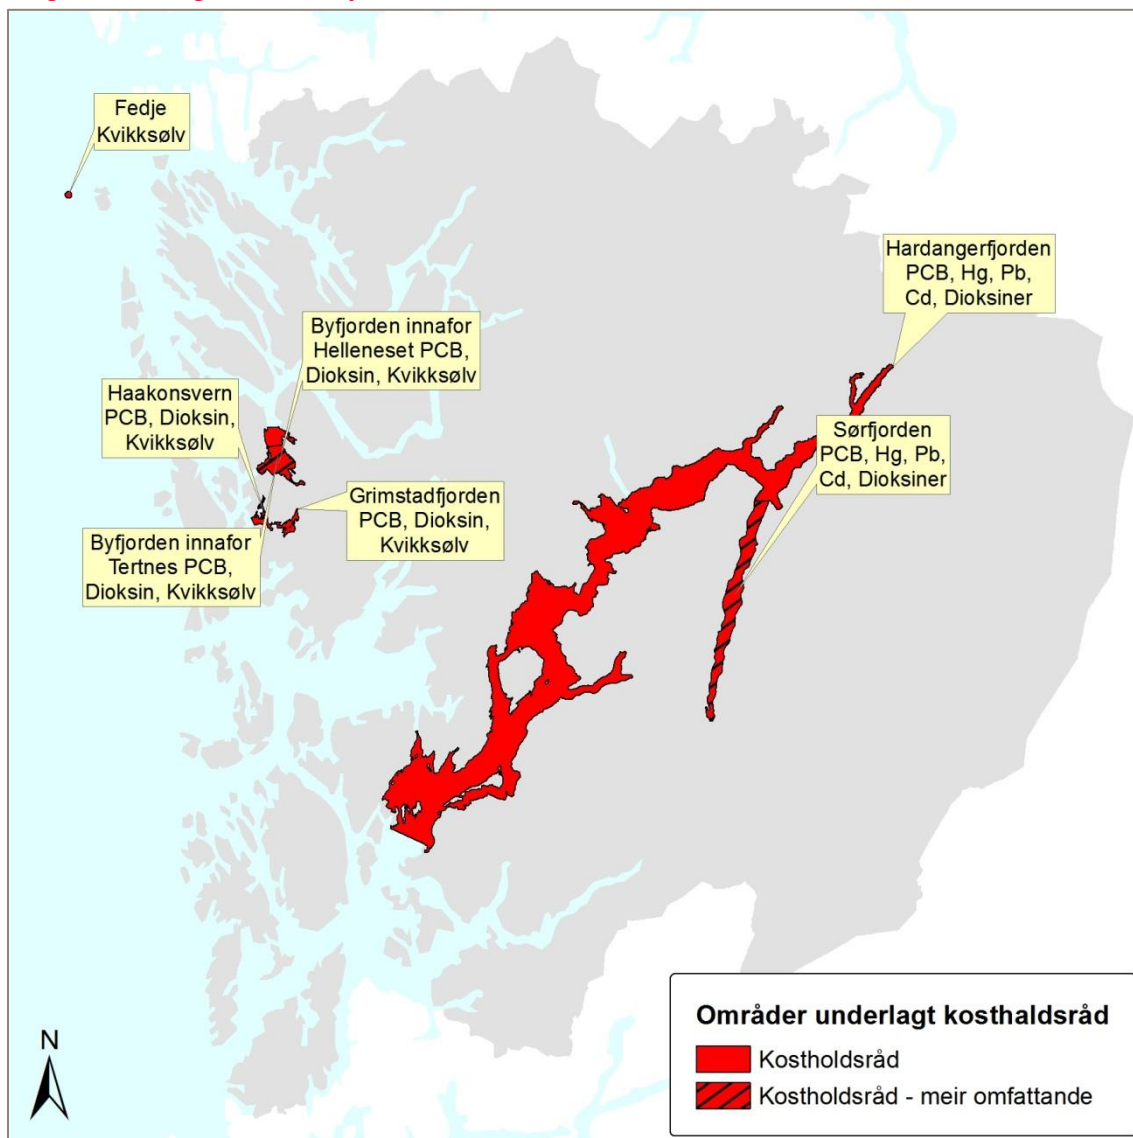 Fedje
Kvikksølv
Hardangerfjorden
PCB, Hg, Pb,
Cd, Dioksiner
Byfjorden innafor
Helleneset PCB,
Dioksin, Kvikksølv
Haakonsvern
PCB, Dioksin,
Kvikksølv
Sørfjorden
PCB, Hg, Pb,
Cd, Dioksiner
Grimstadfjorden
PCB, Dioksin,
Kvikksølv
Byfjorden innafor
Tertnes PCB,
Dioksin, Kvikksølv
N
Områder underlagt kosthaldsråd
Kostholdsråd
Kostholdsråd - meir omfattande